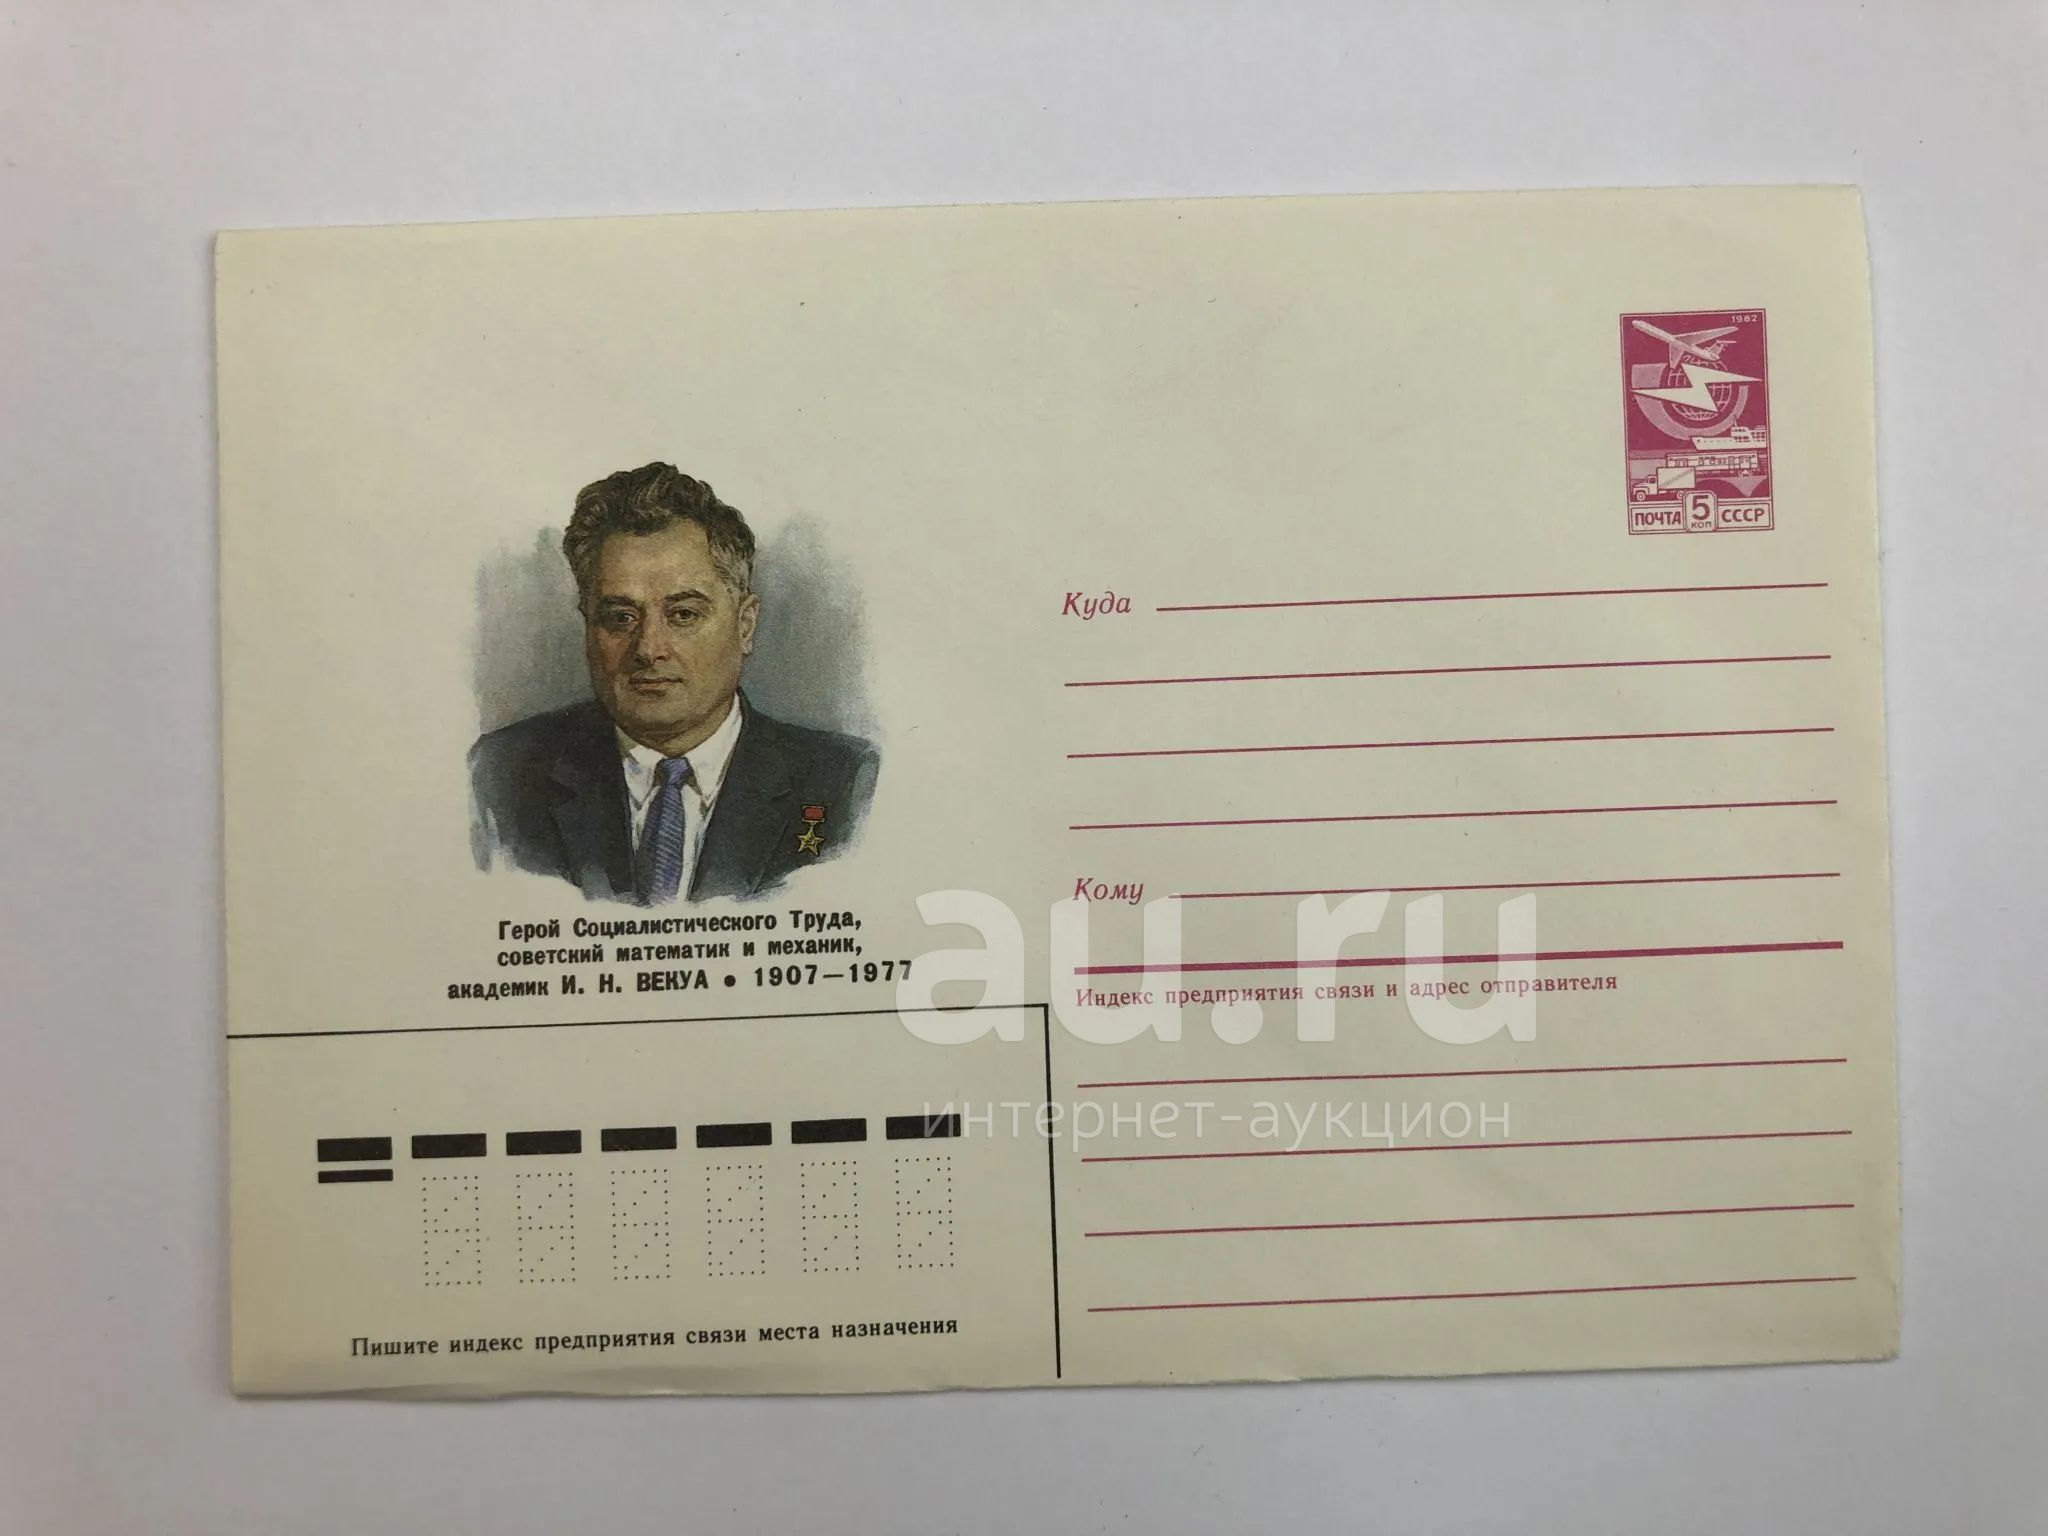 1982
ПОЧТА 5 КОП СССР
Куда
Кому
Герой Социалистического Труда,
советский математик и механик,
академик И. Н. ВЕКУА • 1907—1977
Индекс предприятия связи и адрес отправителя
Пишите индекс предприятия связи места назначения
au.ru
интернет-аукцион